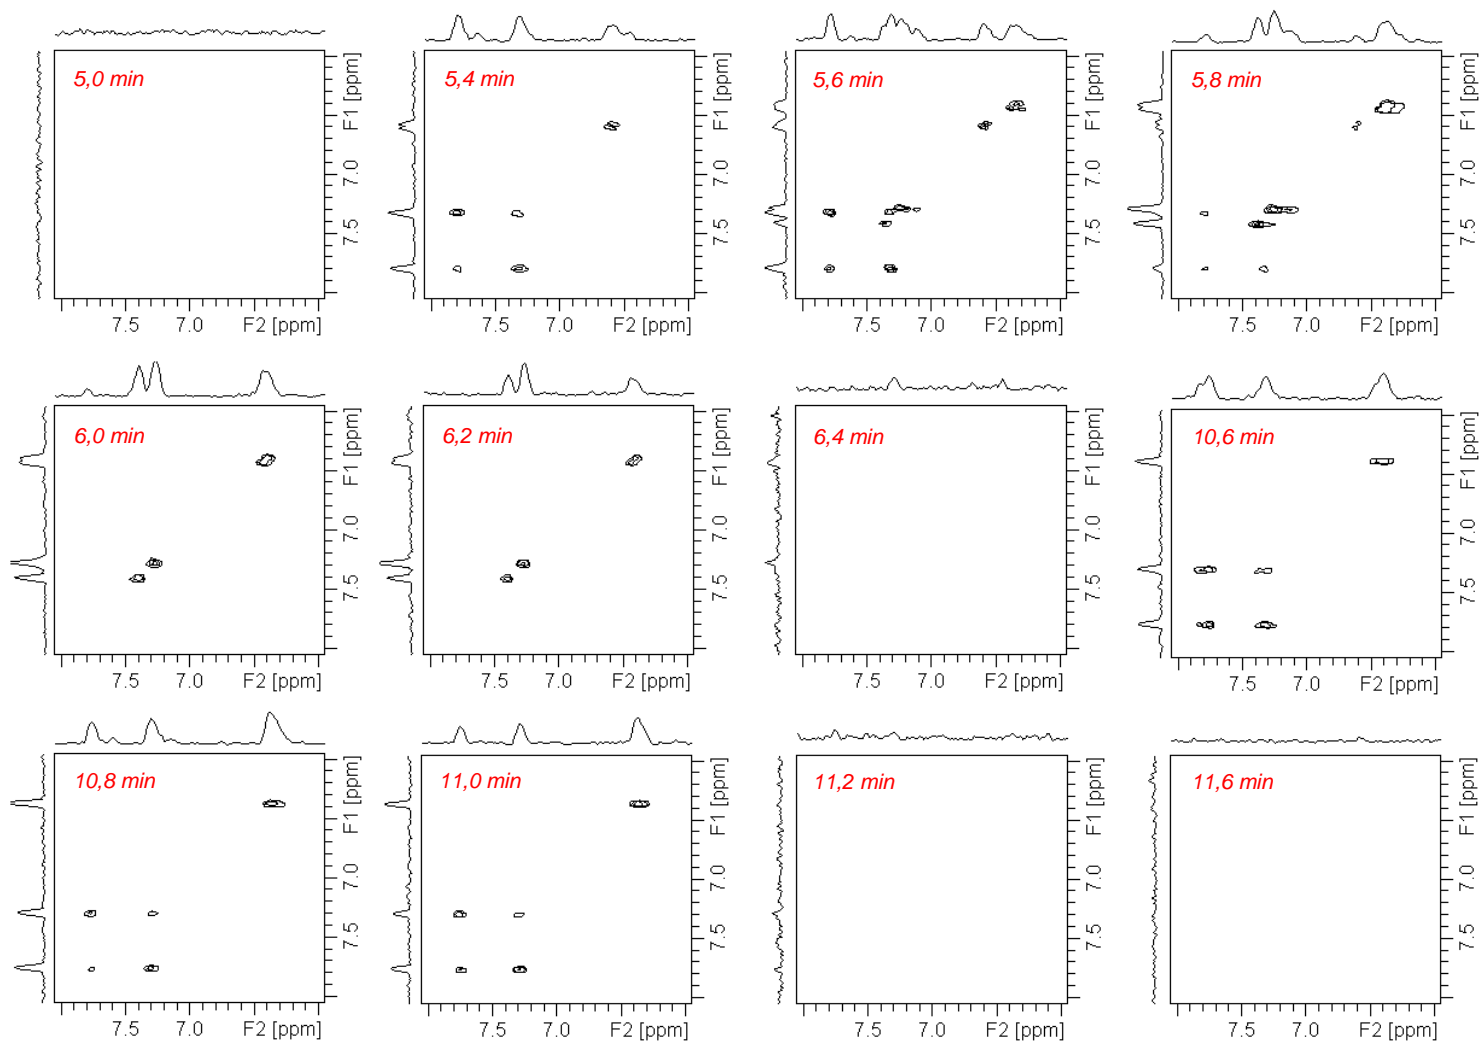 5,0 min
F1 [ppm]
7.0
7.5
7.5 7.0 F2 [ppm]
5,4 min
F1 [ppm]
7.0
7.5
7.5 7.0 F2 [ppm]
5,6 min
F1 [ppm]
7.0
7.5
7.5 7.0 F2 [ppm]
5,8 min
F1 [ppm]
7.0
7.5
7.5 7.0 F2 [ppm]
6,0 min
F1 [ppm]
7.0
7.5
7.5 7.0 F2 [ppm]
6,2 min
F1 [ppm]
7.0
7.5
7.5 7.0 F2 [ppm]
6,4 min
F1 [ppm]
7.0
7.5
7.5 7.0 F2 [ppm]
10,6 min
F1 [ppm]
7.0
7.5
7.5 7.0 F2 [ppm]
10,8 min
F1 [ppm]
7.0
7.5
7.5 7.0 F2 [ppm]
11,0 min
F1 [ppm]
7.0
7.5
7.5 7.0 F2 [ppm]
11,2 min
F1 [ppm]
7.0
7.5
7.5 7.0 F2 [ppm]
11,6 min
F1 [ppm]
7.0
7.5
7.5 7.0 F2 [ppm]